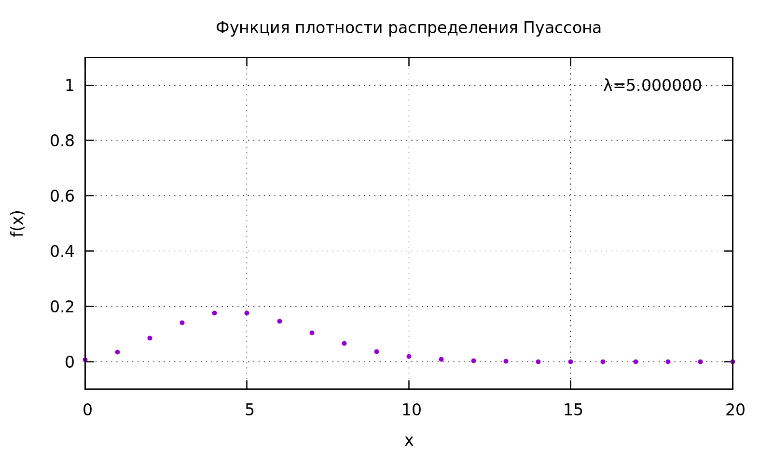 Функция плотности распределения Пуассона
1
λ=5.000000
0.8
0.6
f(x)
0.4
0.2
0
0 5 10 15 20
x